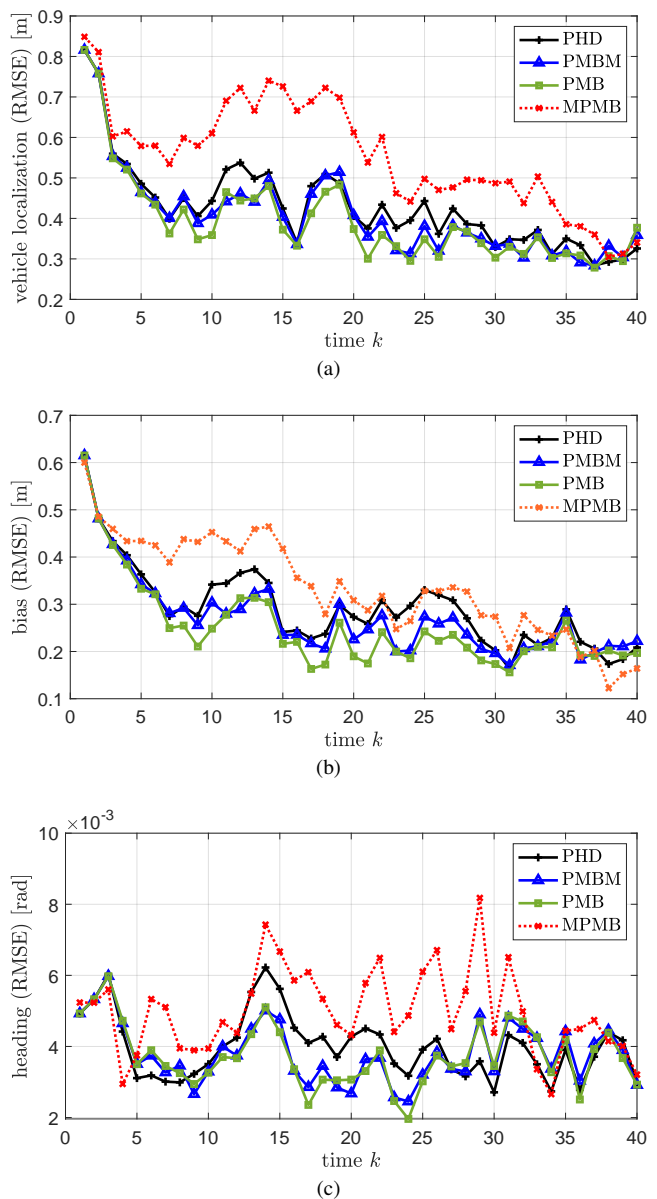 0.9
0.8
0.7
0.6
0.5
0.4
0.3
0.2
vehicle localization (RMSE) [m]
PHD
PMBM
PMB
MPMB
0 5 10 15 20 25 30 35 40
time k
(a)
0.7
0.6
0.5
0.4
0.3
0.2
0.1
bias (RMSE) [m]
PHD
PMBM
PMB
MPMB
0 5 10 15 20 25 30 35 40
time k
(b)
×10⁻³
10
8
6
4
2
heading (RMSE) [rad]
PHD
PMBM
PMB
MPMB
0 5 10 15 20 25 30 35 40
time k
(c)